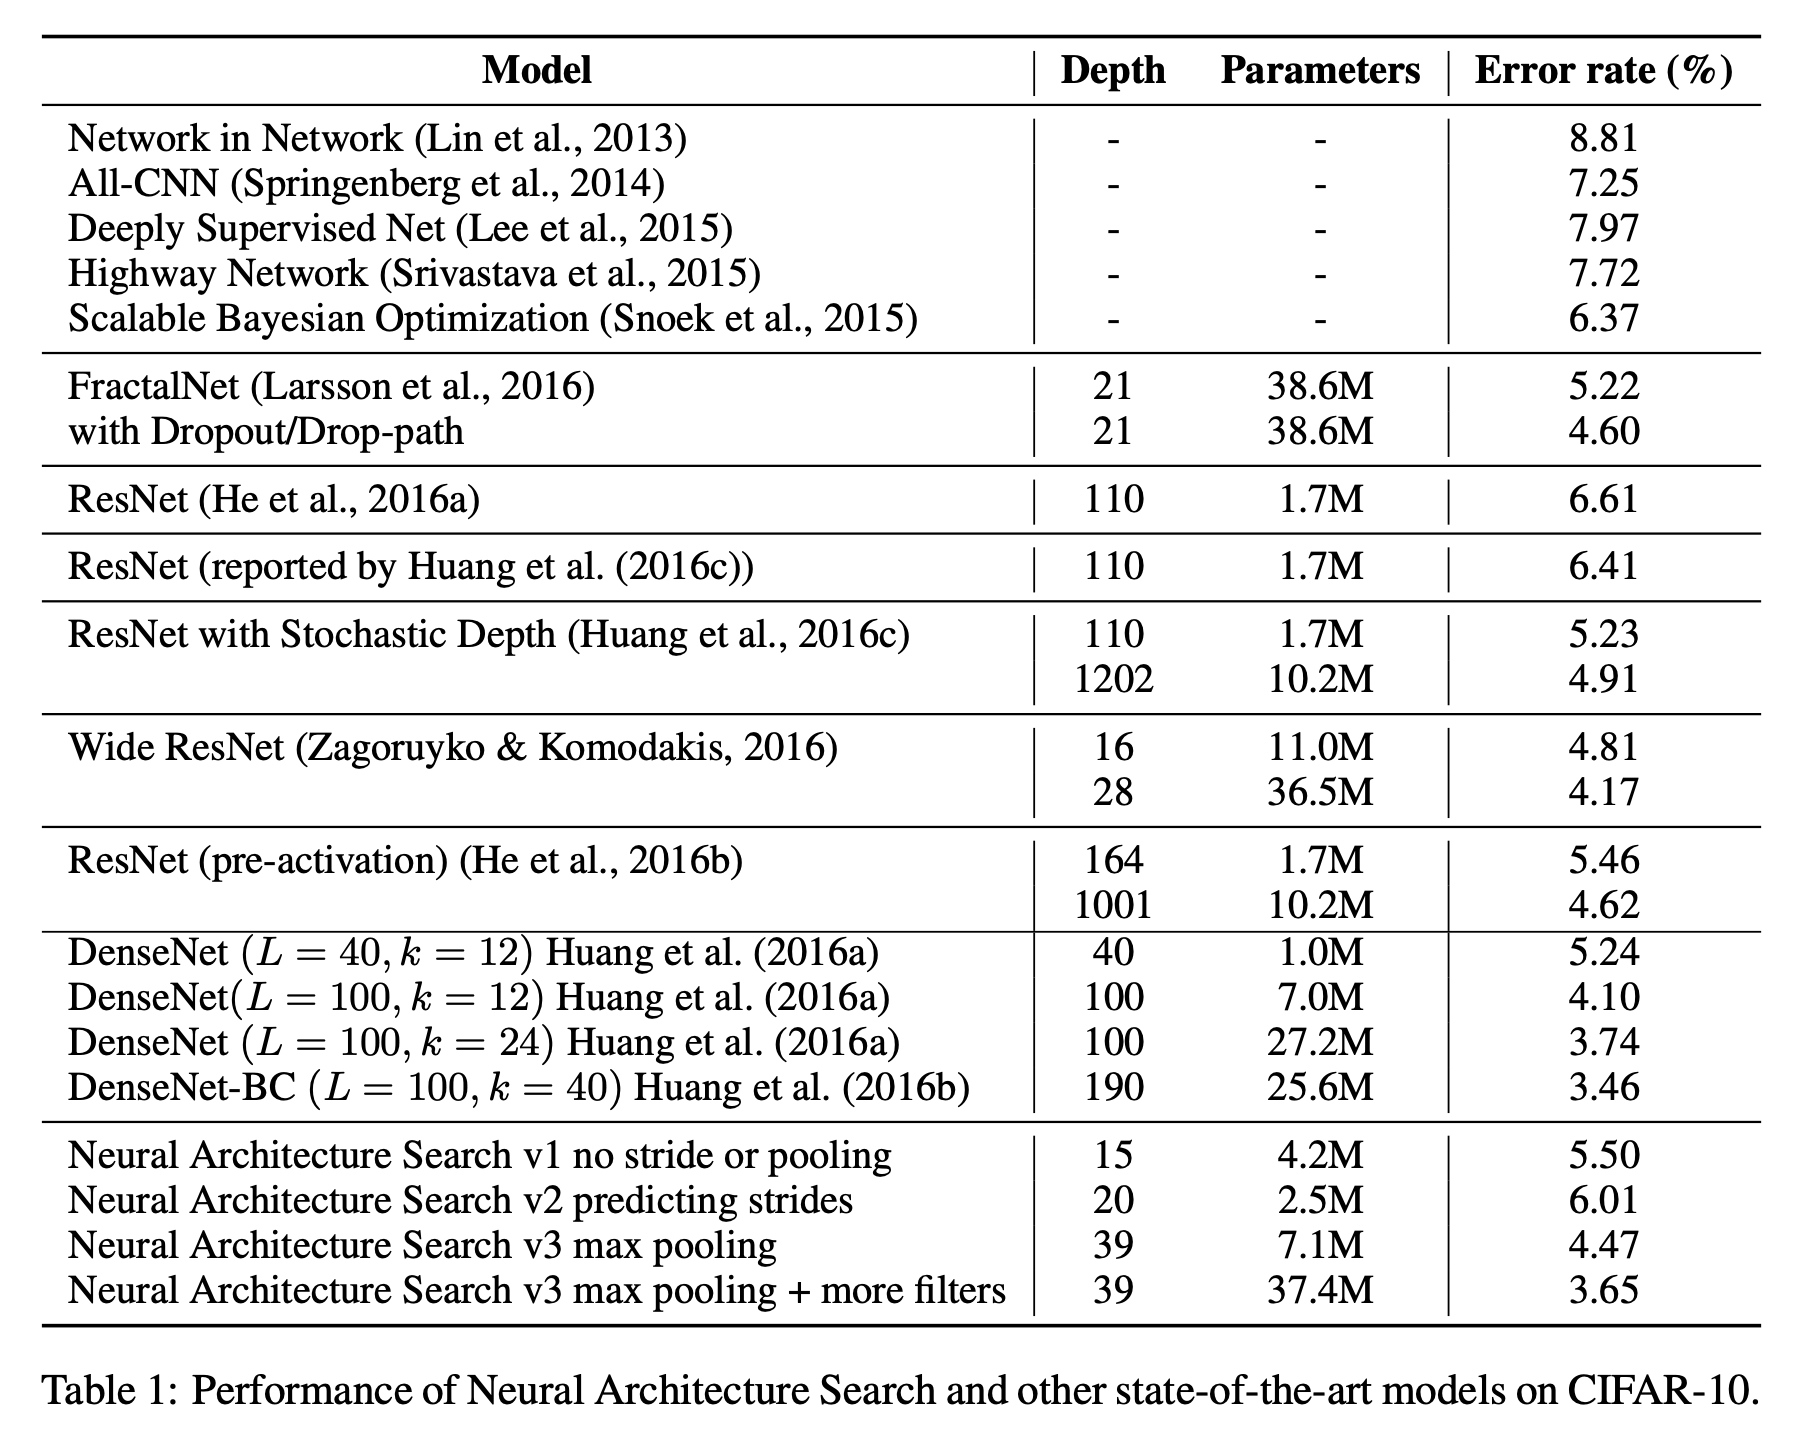 Model Depth Parameters Error rate (%)
Network in Network (Lin et al., 2013) - - 8.81
All-CNN (Springenberg et al., 2014) - - 7.25
Deeply Supervised Net (Lee et al., 2015) - - 7.97
Highway Network (Srivastava et al., 2015) - - 7.72
Scalable Bayesian Optimization (Snoek et al., 2015) - - 6.37
FractalNet (Larsson et al., 2016) 21 38.6M 5.22
with Dropout/Drop-path 21 38.6M 4.60
ResNet (He et al., 2016a) 110 1.7M 6.61
ResNet (reported by Huang et al. (2016c)) 110 1.7M 6.41
ResNet with Stochastic Depth (Huang et al., 2016c) 110 1.7M 5.23
1202 10.2M 4.91
Wide ResNet (Zagoruyko & Komodakis, 2016) 16 11.0M 4.81
28 36.5M 4.17
ResNet (pre-activation) (He et al., 2016b) 164 1.7M 5.46
1001 10.2M 4.62
DenseNet (L = 40, k = 12) Huang et al. (2016a) 40 1.0M 5.24
DenseNet(L = 100, k = 12) Huang et al. (2016a) 100 7.0M 4.10
DenseNet (L = 100, k = 24) Huang et al. (2016a) 100 27.2M 3.74
DenseNet-BC (L = 100, k = 40) Huang et al. (2016b) 190 25.6M 3.46
Neural Architecture Search v1 no stride or pooling 15 4.2M 5.50
Neural Architecture Search v2 predicting strides 20 2.5M 6.01
Neural Architecture Search v3 max pooling 39 7.1M 4.47
Neural Architecture Search v3 max pooling + more filters 39 37.4M 3.65
Table 1: Performance of Neural Architecture Search and other state-of-the-art models on CIFAR-10.